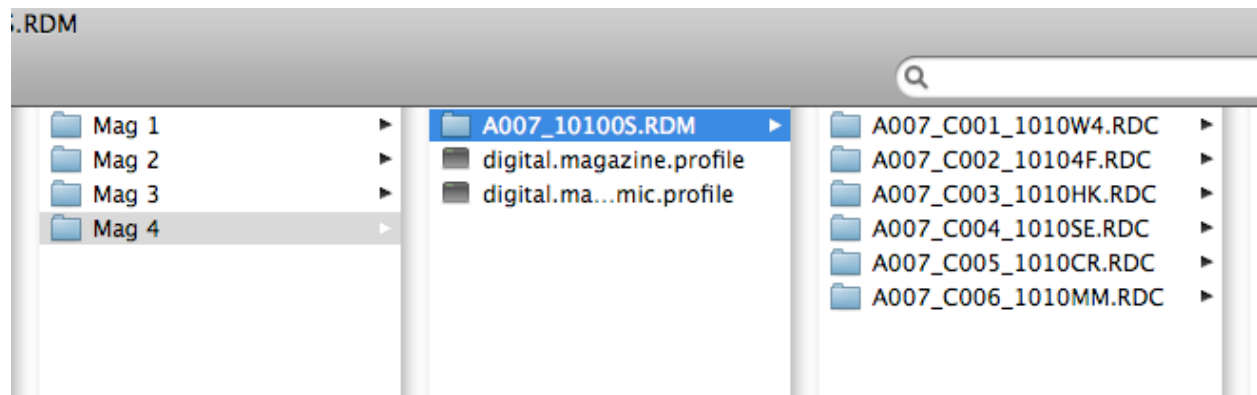 .RDM
Mag 1
Mag 2
Mag 3
Mag 4
A007_10100S.RDM
digital.magazine.profile
digital.ma...mic.profile
A007_C001_1010W4.RDC
A007_C002_10104F.RDC
A007_C003_1010HK.RDC
A007_C004_1010SE.RDC
A007_C005_1010CR.RDC
A007_C006_1010MM.RDC